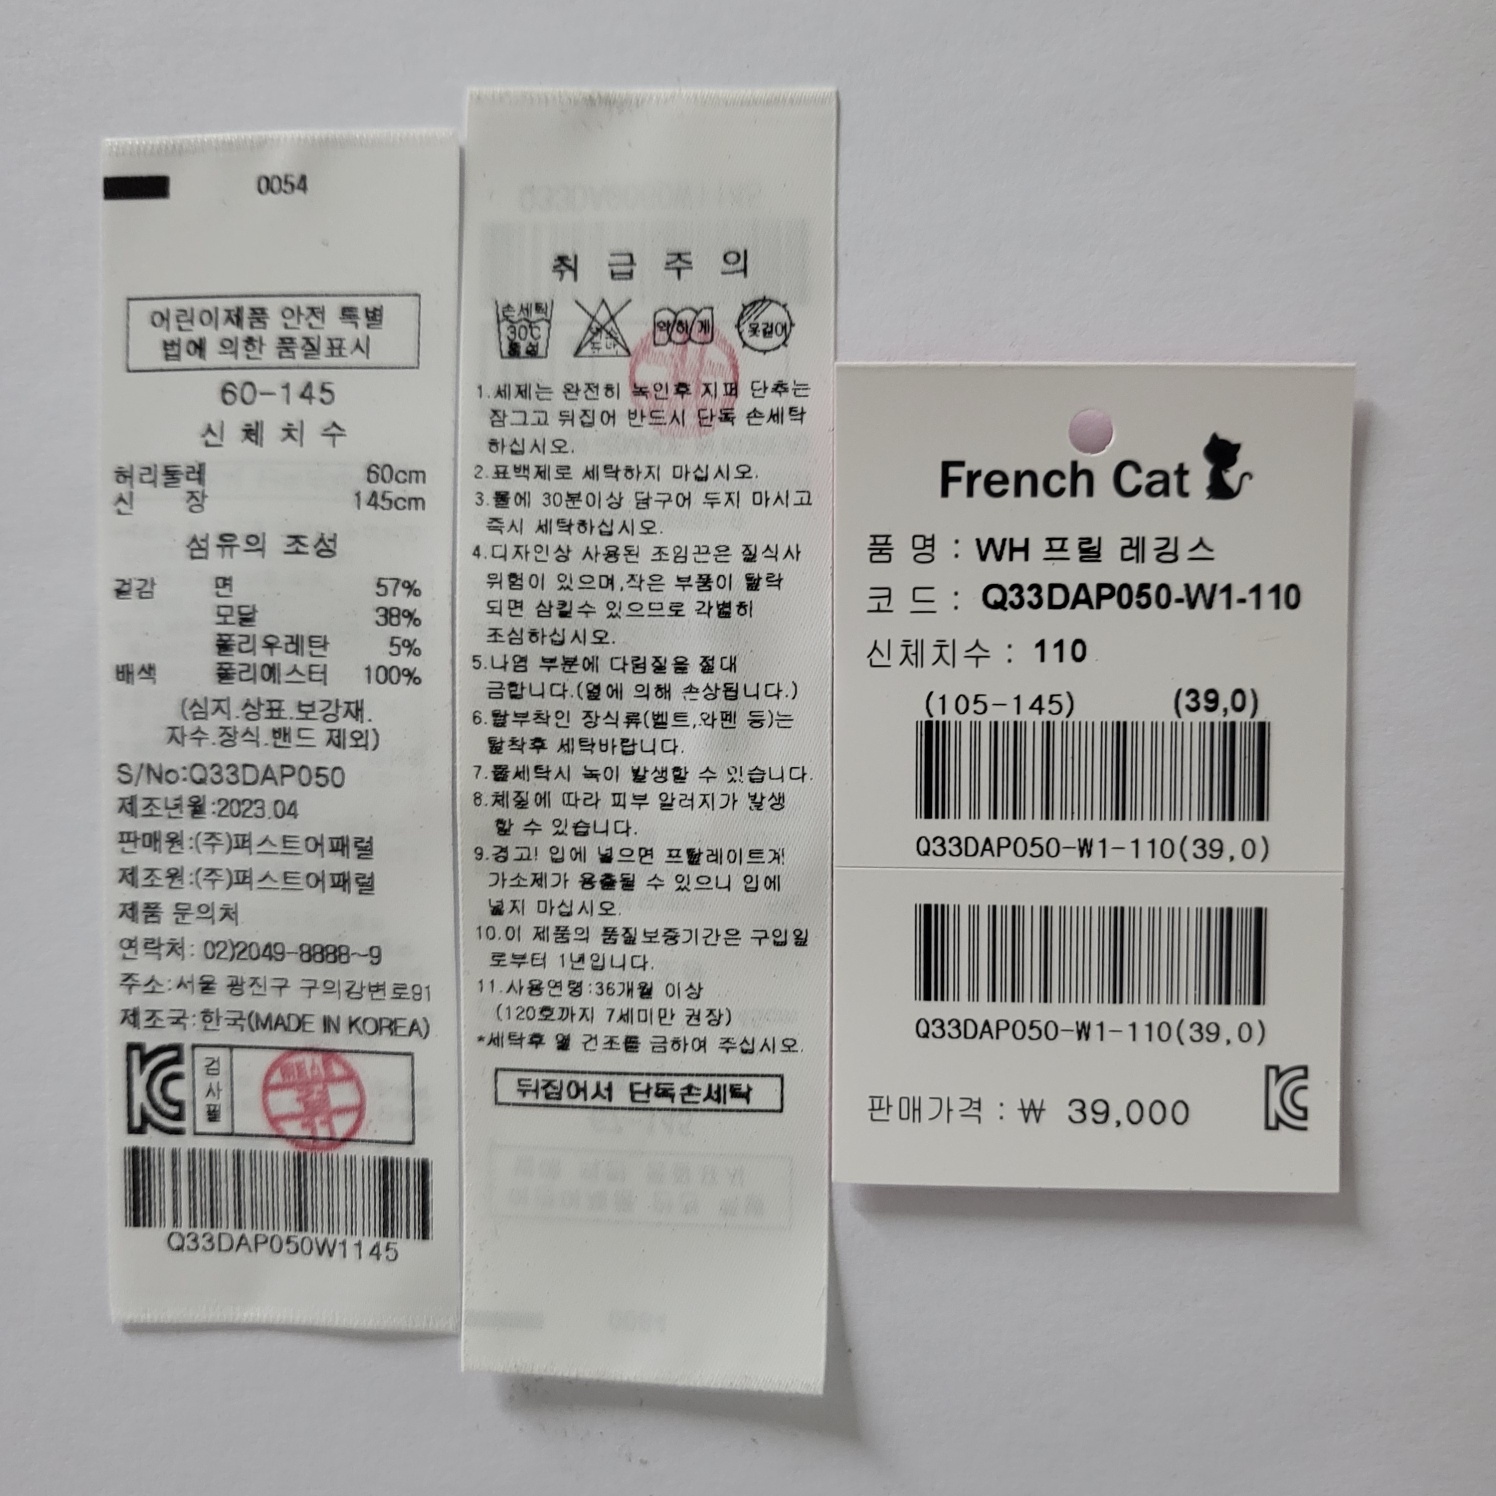 0054
어린이제품 안전 특별
법에 의한 품질표시
60-145
신 체 치 수
허리둘레 60cm
신 장 145cm
섬유의 조성
겉감 면 57%
모달 38%
폴리우레탄 5%
배색 폴리에스터 100%
(심지.상표.보강재.
자수.장식.밴드 제외)
S/No:Q33DAP050
제조년월:2023.04
판매원:(주)퍼스트어패럴
제조원:(주)퍼스트어패럴
제품 문의처
연락처: 02)2049-8888~9
주소:서울 광진구 구의강변로91
제조국:한국(MADE IN KOREA)
검사필
Q33DAP050W1145
취 급 주 의
손세탁
30℃
중성
약하게
옷걸이
1.세제는 완전히 녹인후 지퍼 단추는
잠그고 뒤집어 반드시 단독 손세탁
하십시오.
2.표백제로 세탁하지 마십시오.
3.물에 30분이상 담구어 두지 마시고
즉시 세탁하십시오.
4.디자인상 사용된 조임끈은 질식사
위험이 있으며,작은 부품이 탈락
되면 삼킬수 있으므로 각별히
조심하십시오.
5.나염 부분에 다림질을 절대
금합니다.(열에 의해 손상됩니다.)
6.탈부착인 장식류(벨트,와펜 등)는
탈착후 세탁바랍니다.
7.물세탁시 녹이 발생할 수 있습니다.
8.체질에 따라 피부 알러지가 발생
할 수 있습니다.
9.경고! 입에 넣으면 프탈레이트계
가소제가 용출될 수 있으니 입에
넣지 마십시오.
10.이 제품의 품질보증기간은 구입일
로부터 1년입니다.
11.사용연령:36개월 이상
(120호까지 7세미만 권장)
*세탁후 열 건조를 금하여 주십시오.
뒤집어서 단독손세탁
French Cat
품 명 : WH 프릴 레깅스
코 드 : Q33DAP050-W1-110
신체치수 : 110
(105-145) (39,0)
Q33DAP050-W1-110(39,0)
Q33DAP050-W1-110(39,0)
판매가격 : ₩ 39,000